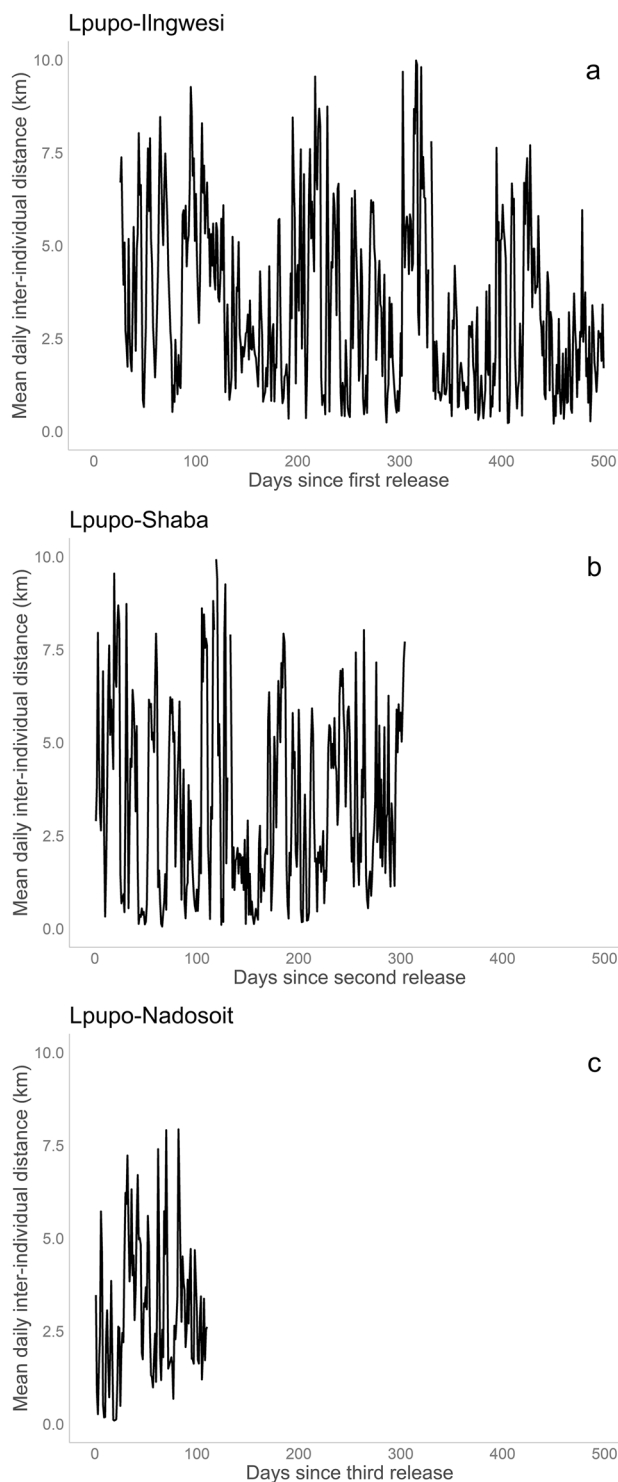 Lpupo-IlNgwesi
a
Mean daily inter-individual distance (km)
10.0
7.5
5.0
2.5
0.0
0 100 200 300 400 500
Days since first release
Lpupo-Shaba
b
Mean daily inter-individual distance (km)
10.0
7.5
5.0
2.5
0.0
0 100 200 300 400 500
Days since second release
Lpupo-Nadosoit
c
Mean daily inter-individual distance (km)
10.0
7.5
5.0
2.5
0.0
0 100 200 300 400 500
Days since third release